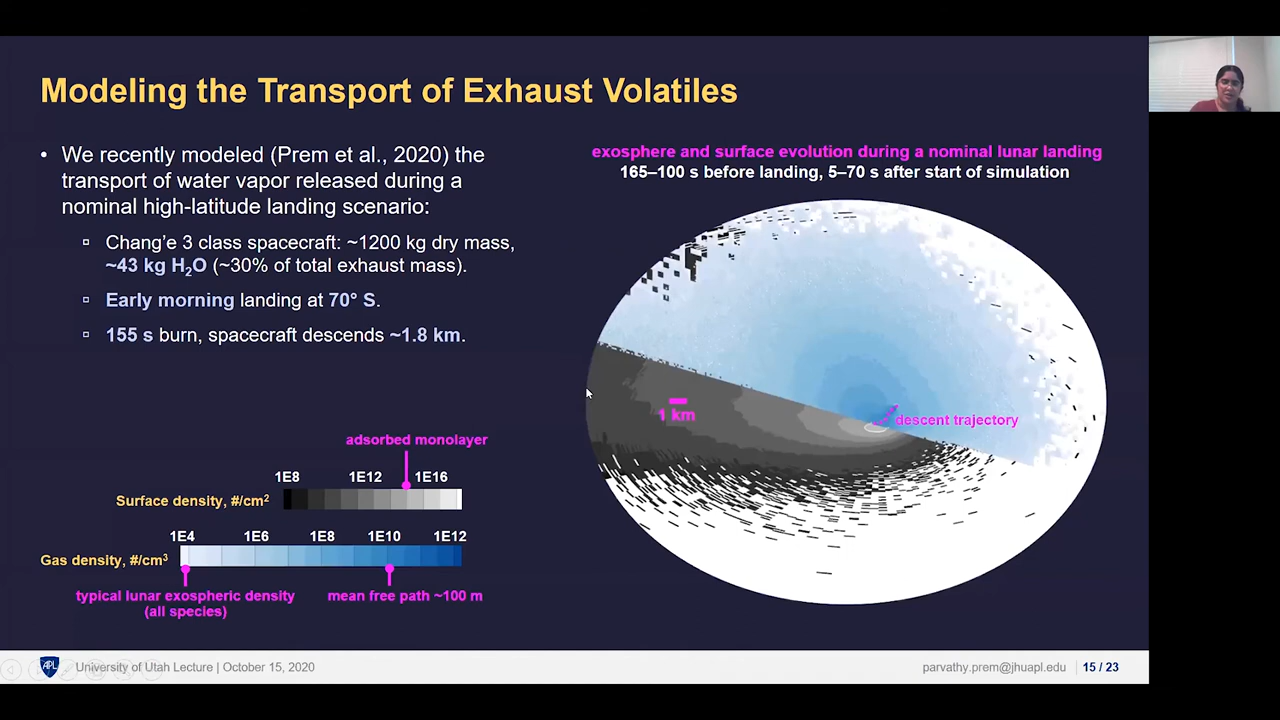 Modeling the Transport of Exhaust Volatiles
• We recently modeled (Prem et al., 2020) the
transport of water vapor released during a
nominal high-latitude landing scenario:
Chang’e 3 class spacecraft: ~1200 kg dry mass,
~43 kg H₂O (~30% of total exhaust mass).
Early morning landing at 70° S.
155 s burn, spacecraft descends ~1.8 km.
exosphere and surface evolution during a nominal lunar landing
165–100 s before landing, 5–70 s after start of simulation
1 km
descent trajectory
adsorbed monolayer
1E8 1E12 1E16
Surface density, #/cm²
1E4 1E6 1E8 1E10 1E12
Gas density, #/cm³
typical lunar exospheric density
(all species)
mean free path ~100 m
APL
University of Utah Lecture | October 15, 2020
parvathy.prem@jhuapl.edu
15 / 23